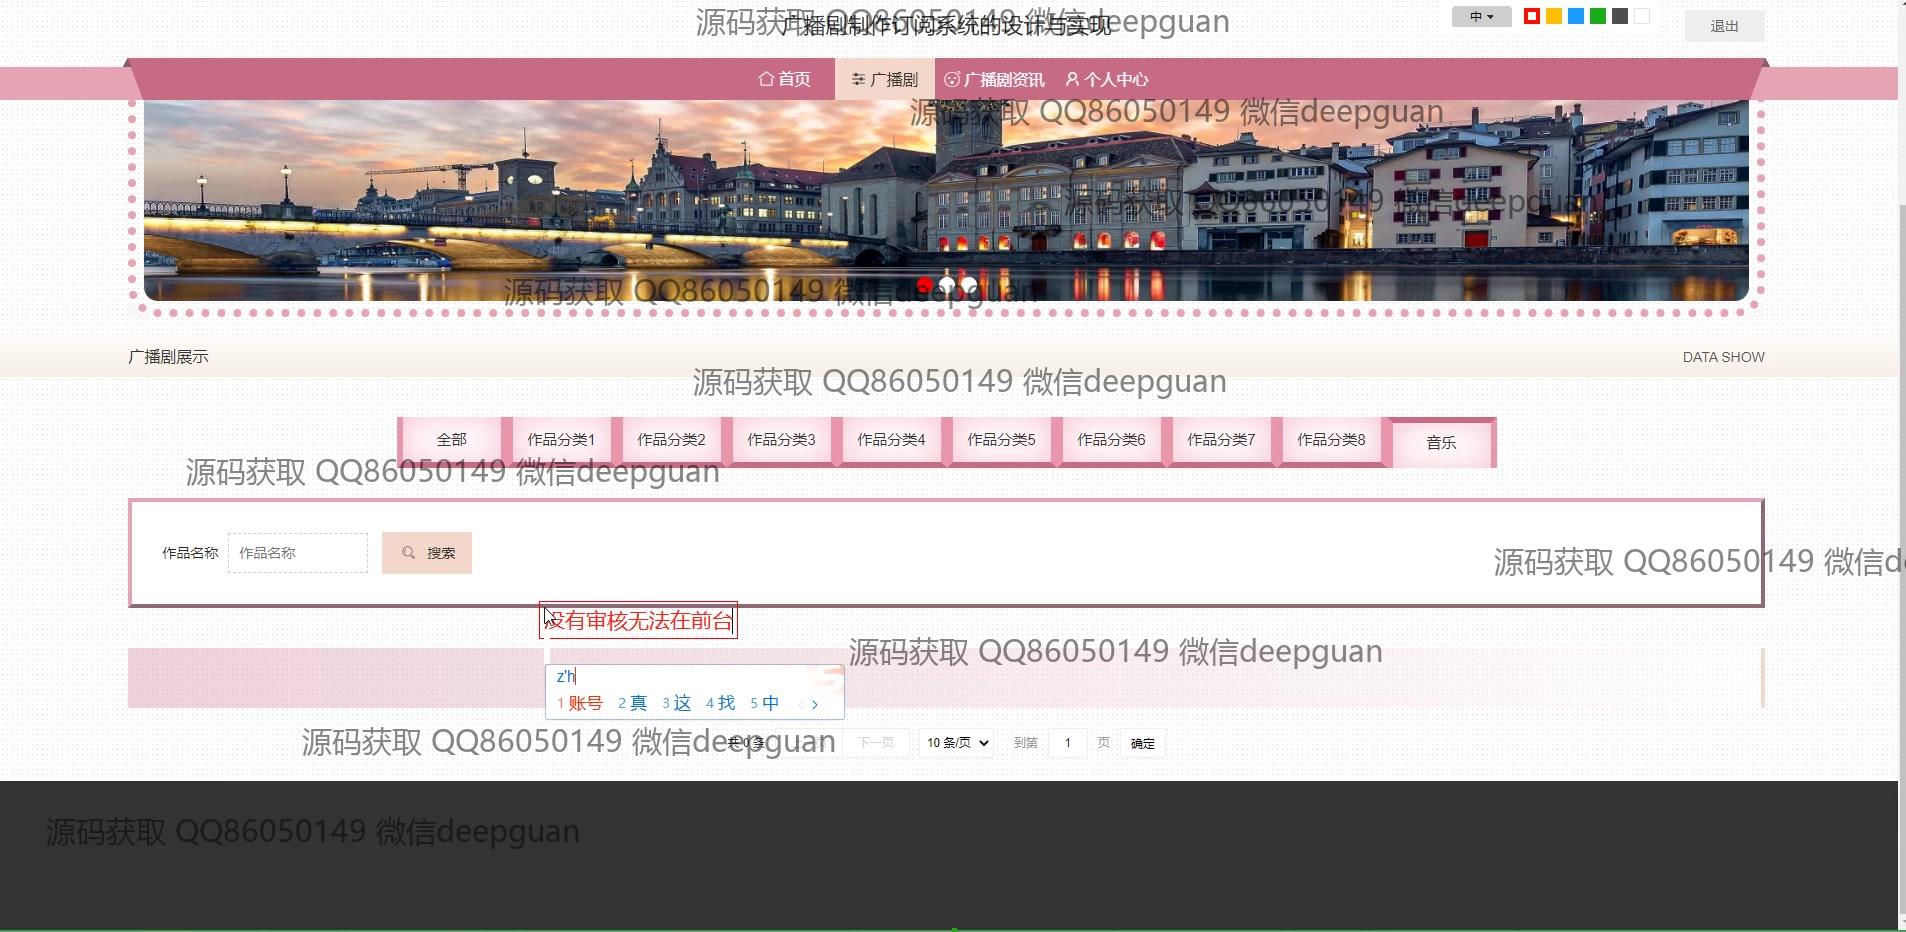 源码获取 QQ86050149 微信deepguan
广播剧制作订阅系统的设计与实现
中
退出
首页
广播剧
广播剧资讯
个人中心
源码获取 QQ86050149 微信deepguan
源码获取 QQ86050149 微信deepguan
源码获取 QQ86050149 微信deepguan
广播剧展示
DATA SHOW
源码获取 QQ86050149 微信deepguan
全部 作品分类1 作品分类2 作品分类3 作品分类4 作品分类5 作品分类6 作品分类7 作品分类8 音乐
源码获取 QQ86050149 微信deepguan
作品名称 作品名称 搜索
源码获取 QQ86050149 微信d
没有审核无法在前台
源码获取 QQ86050149 微信deepguan
z'h
1 账号 2 真 3 这 4 找 5 中
源码获取 QQ86050149 微信deepguan
共 0 条 下一页 10 条/页 到第 1 页 确定
源码获取 QQ86050149 微信deepguan